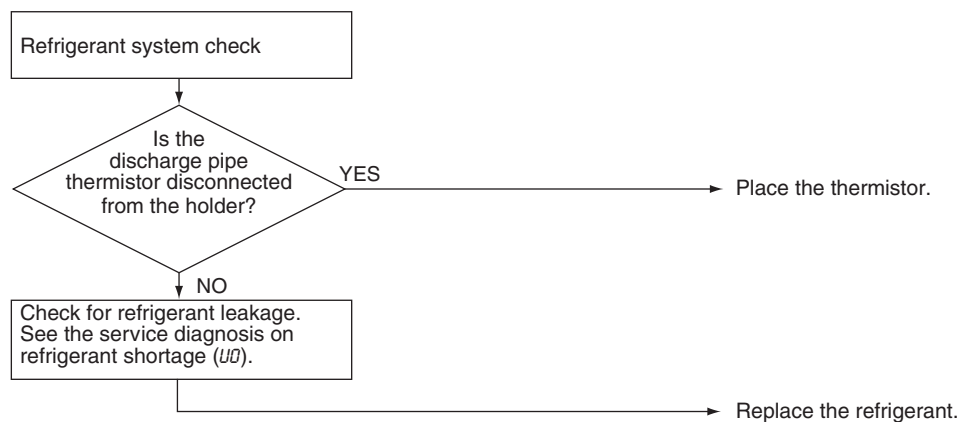 Refrigerant system check
Is the
discharge pipe
thermistor disconnected
from the holder?
YES
Place the thermistor.
NO
Check for refrigerant leakage.
See the service diagnosis on
refrigerant shortage (U0).
Replace the refrigerant.